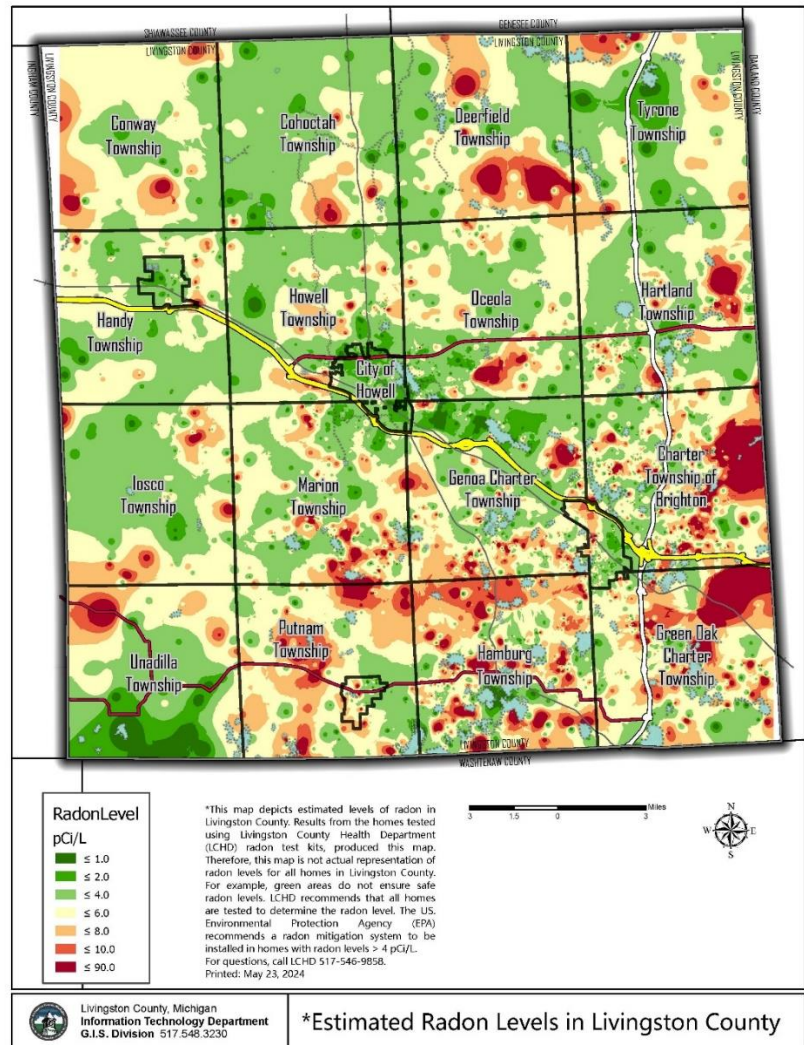 SHIAWASSEE COUNTY
LIVINGSTON COUNTY
GENESEE COUNTY
LIVINGSTON COUNTY
INGHAM COUNTY
LIVINGSTON COUNTY
OAKLAND COUNTY
LIVINGSTON COUNTY
Conway
Township
Cohoctah
Township
Deerfield
Township
Tyrone
Township
Handy
Township
Howell
Township
Oceola
Township
Hartland
Township
City of
Howell
Iosco
Township
Marion
Township
Genoa Charter
Township
Charter
Township of
Brighton
Unadilla
Township
Putnam
Township
Hamburg
Township
Green Oak
Charter
Township
LIVINGSTON COUNTY
WASHTENAW COUNTY
RadonLevel
pCi/L
≤ 1.0
≤ 2.0
≤ 4.0
≤ 6.0
≤ 8.0
≤ 10.0
≤ 90.0
*This map depicts estimated levels of radon in
Livingston County. Results from the homes tested
using Livingston County Health Department
(LCHD) radon test kits, produced this map.
Therefore, this map is not actual representation of
radon levels for all homes in Livingston County.
For example, green areas do not ensure safe
radon levels. LCHD recommends that all homes
are tested to determine the radon level. The US.
Environmental Protection Agency (EPA)
recommends a radon mitigation system to be
installed in homes with radon levels > 4 pCi/L.
For questions, call LCHD 517-546-9858.
Printed: May 23, 2024
Miles
3 1.5 0 3
N
W E
S
Livingston County, Michigan
Information Technology Department
G.I.S. Division 517.548.3230
*Estimated Radon Levels in Livingston County